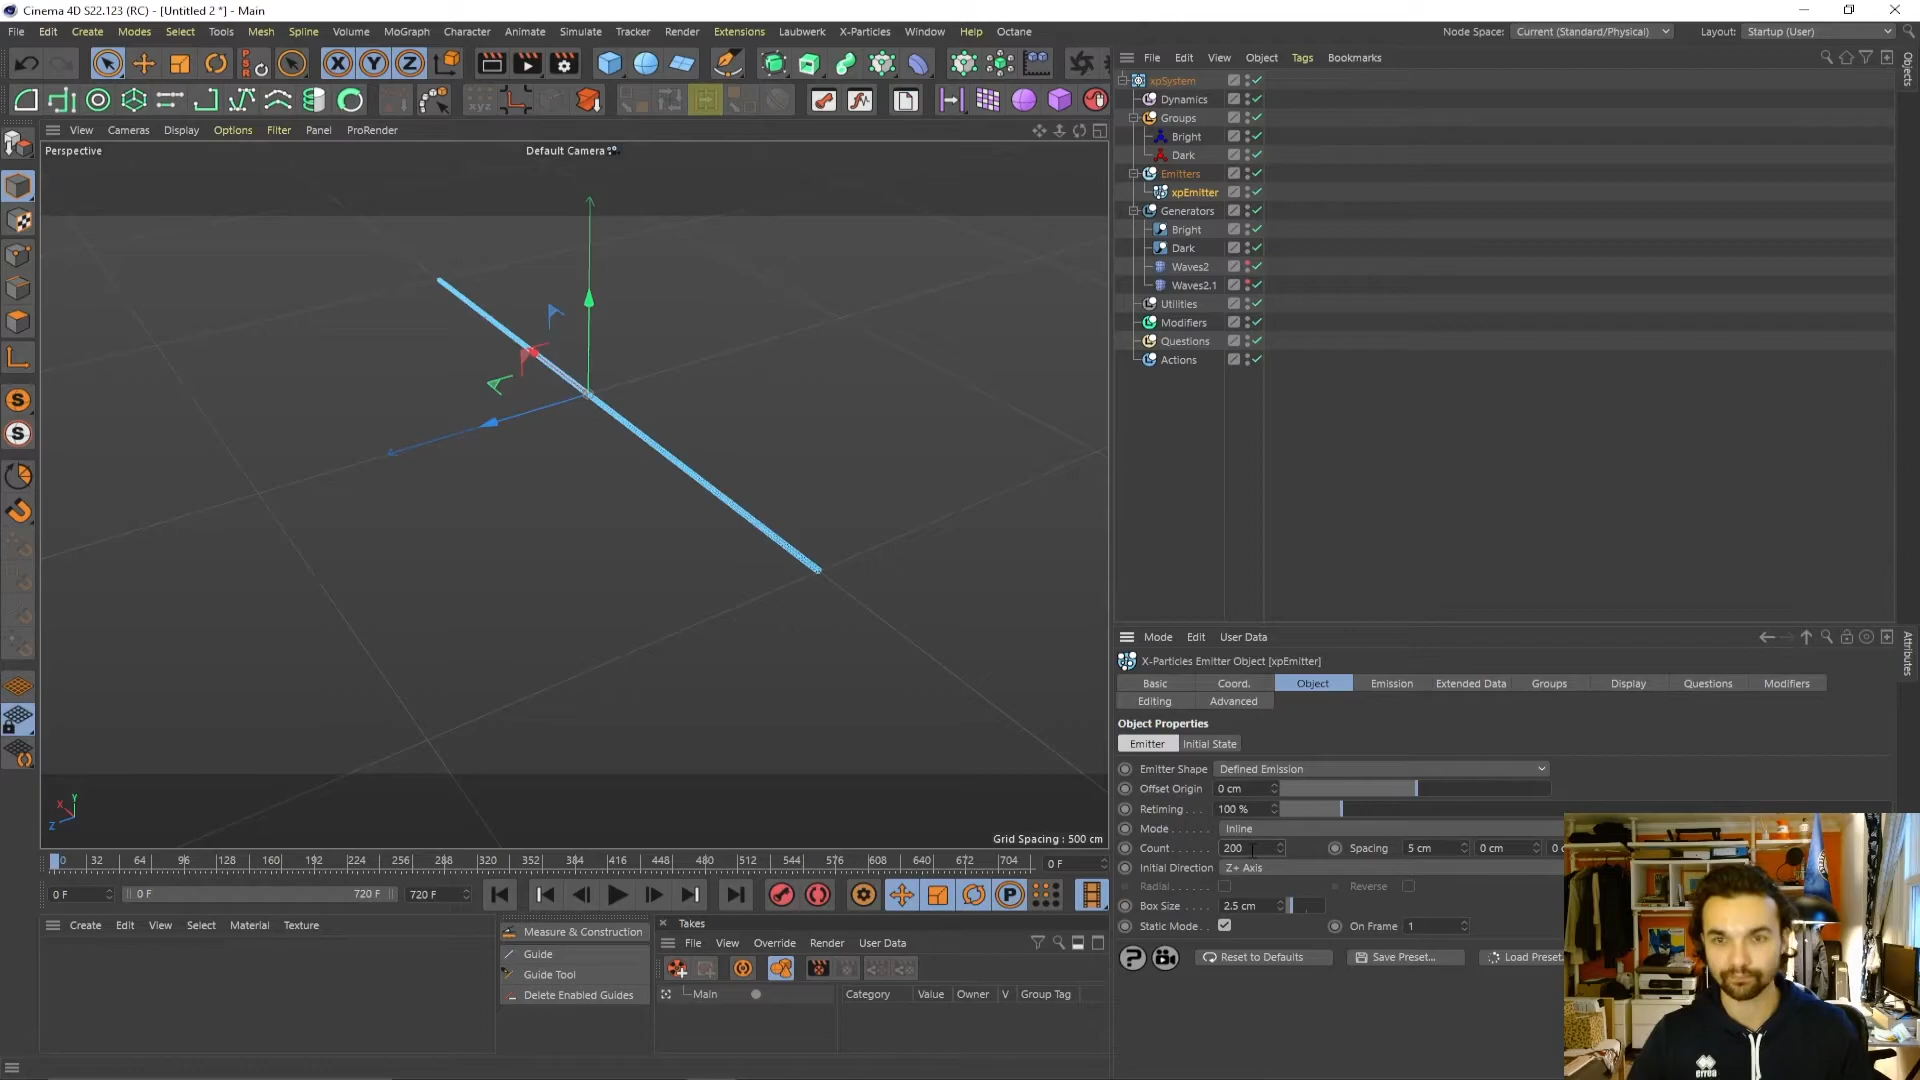 Cinema 4D S22.123 (RC) - [Untitled 2 *] - Main
File Edit Create Modes Select Tools Mesh Spline Volume MoGraph Character Animate Simulate Tracker Render Extensions Laubwerk X-Particles Window Help Octane
Node Space: Current (Standard/Physical) Layout: Startup (User)
File Edit View Object Tags Bookmarks
PSR X Y Z
xyz
View Cameras Display Options Filter Panel ProRender
Perspective
Default Camera
Objects
xpSystem
Dynamics
Groups
Bright
Dark
Emitters
xpEmitter
Generators
Bright
Dark
Waves2
Waves2.1
Utilities
Modifiers
Questions
Actions
S
S
X Y Z
Grid Spacing : 500 cm
Mode Edit User Data
Attributes
X-Particles Emitter Object [xpEmitter]
Basic Coord. Object Emission Extended Data Groups Display Questions Modifiers
Editing Advanced
Object Properties
Emitter Initial State
Emitter Shape Defined Emission
Offset Origin 0 cm
Retiming . . . 100 %
Mode . . . . . . Inline
Count . . . . . . 200 Spacing 5 cm 0 cm 0 c
Initial Direction Z+ Axis
Radial . . . . . . Reverse
Box Size . . . . 2.5 cm
Static Mode . . On Frame 1
? Reset to Defaults Save Preset... Load Preset.
0 32 64 96 128 160 192 224 256 288 320 352 384 416 448 480 512 544 576 608 640 672 704 0 F
0 F 0 F 720 F 720 F
P
Create Edit View Select Material Texture
Measure & Construction
Guide
Guide Tool
Delete Enabled Guides
Takes
File View Override Render User Data
Main Category Value Owner V Group Tag
errea